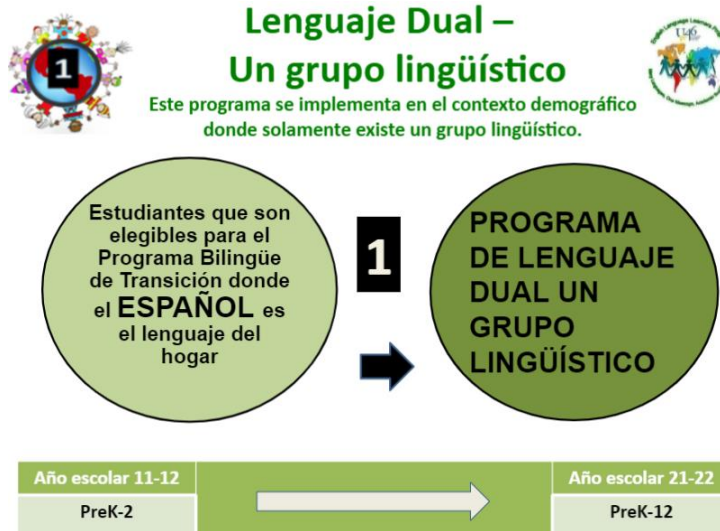 Lenguaje Dual –
Un grupo lingüístico
Este programa se implementa en el contexto demográfico
donde solamente existe un grupo lingüístico.
1
U46
Estudiantes que son
elegibles para el
Programa Bilingüe
de Transición donde
el ESPAÑOL es
el lenguaje del
hogar
1
PROGRAMA
DE LENGUAJE
DUAL UN
GRUPO
LINGÜÍSTICO
Año escolar 11-12
Año escolar 21-22
PreK-2
PreK-12